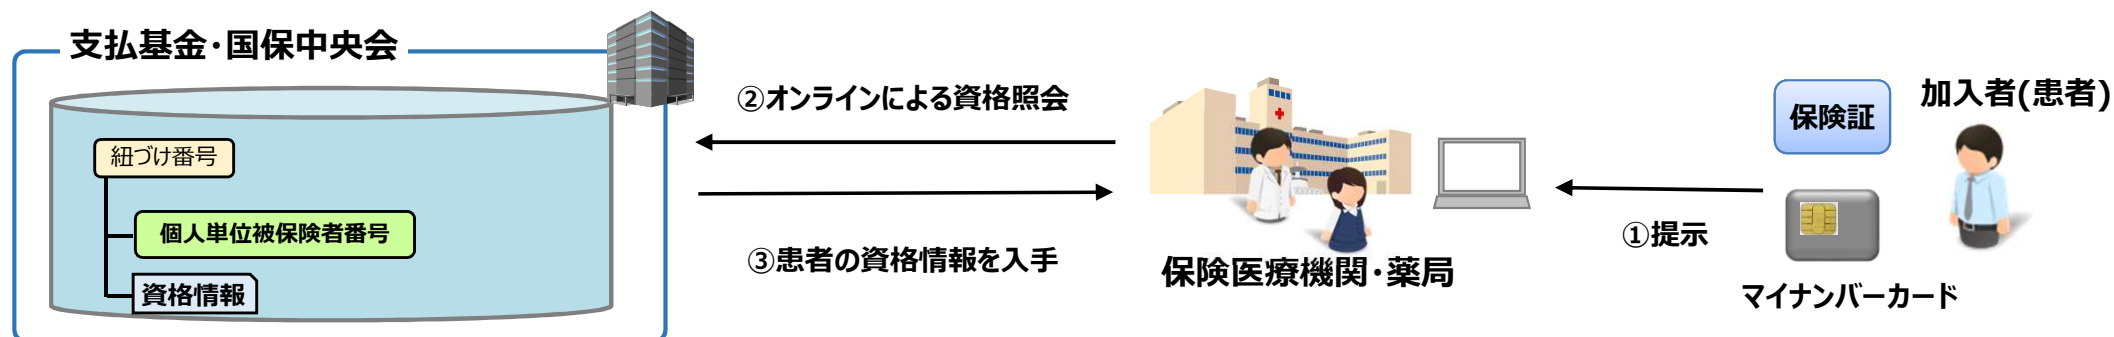 支払基金・国保中央会
紐づけ番号
個人単位被保険者番号
資格情報
②オンラインによる資格照会
③患者の資格情報を入手
保険医療機関・薬局
①提示
保険証
加入者(患者)
マイナンバーカード